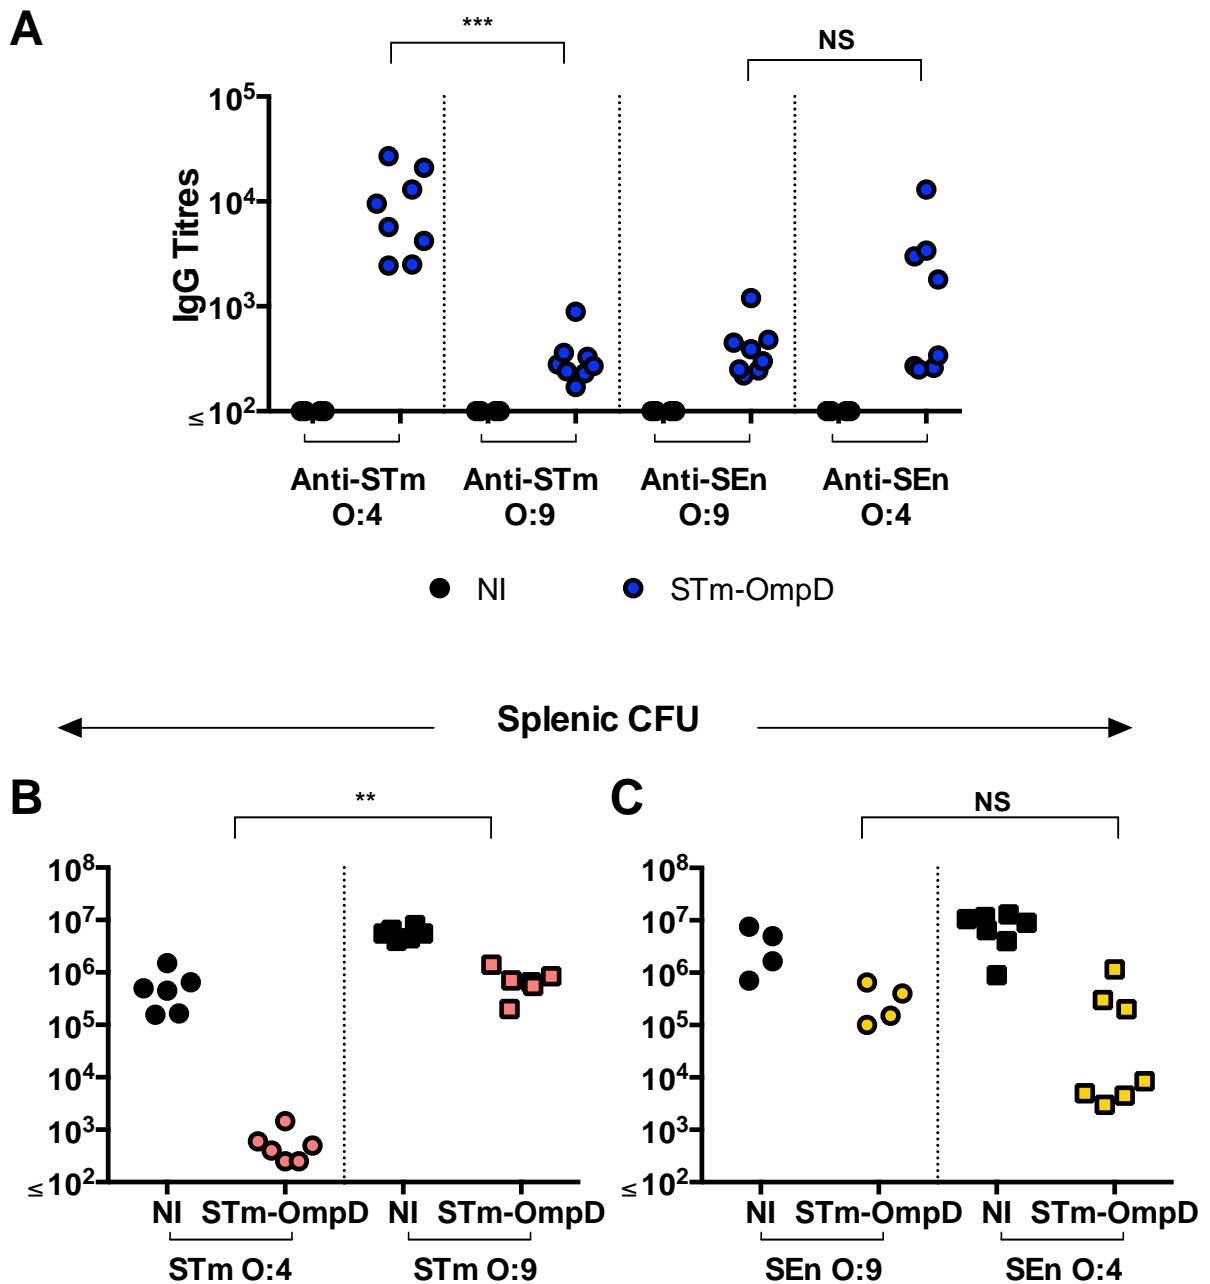 A
***
NS
10^5
10^4
10^3
≤ 10^2
IgG Titres
Anti-STm Anti-STm Anti-SEn Anti-SEn
O:4 O:9 O:9 O:4
NI STm-OmpD
Splenic CFU
B
**
10^8
10^7
10^6
10^5
10^4
10^3
≤ 10^2
NI STm-OmpD NI STm-OmpD
STm O:4 STm O:9
C
NS
10^8
10^7
10^6
10^5
10^4
10^3
≤ 10^2
NI STm-OmpD NI STm-OmpD
SEn O:9 SEn O:4